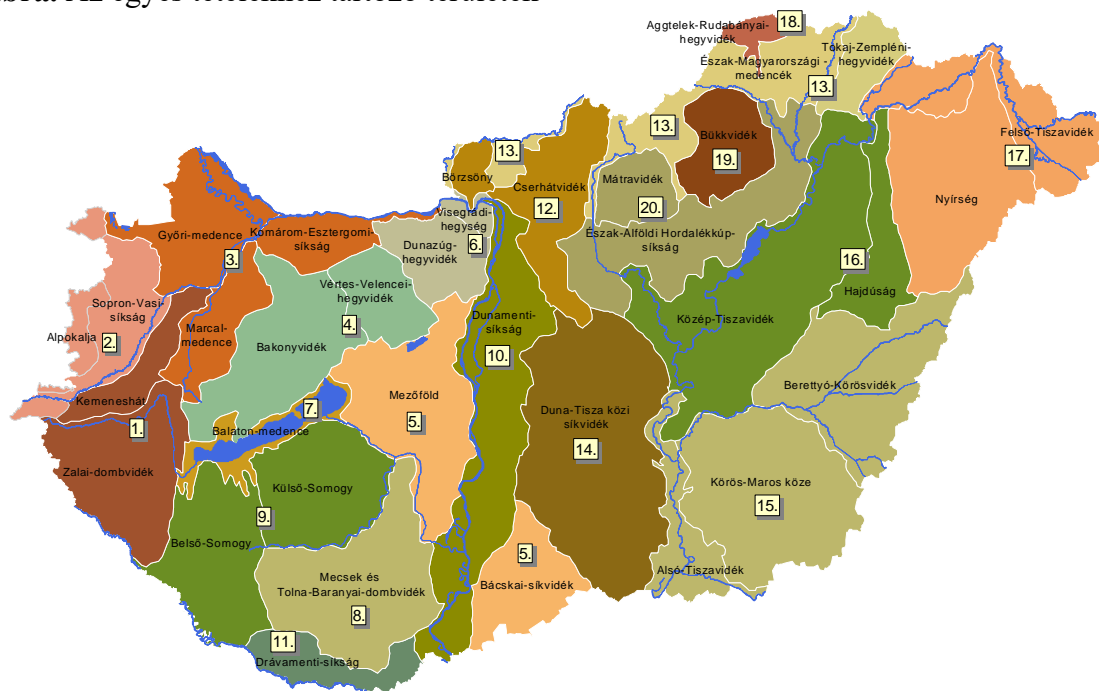 Az egyes tételekhez tartozó területek
Aggtelek-Rudabányai-
hegyvidék
18.
Tokaj-Zempléni-
hegyvidék
Észak-Magyarországi -
medencék
13.
13.
Bükkvidék
19.
Felső-Tiszavidék
17.
Nyírség
13.
Börzsöny
Cserhátvidék
12.
Mátravidék
20.
Visegrádi-
hegység
6.
Dunazúg-
hegyvidék
Észak-Alföldi Hordalékkúp-
síkság
Győri-medence
3.
Komárom-Esztergomi-
síkság
16.
Hajdúság
Vértes-Velencei-
hegyvidék
4.
Sopron-Vasi-
síkság
Alpokalja
2.
Marcal-
medence
Bakonyvidék
Dunamenti-
síkság
10.
Közép-Tiszavidék
Berettyó-Körösvidék
Kemeneshát
1.
Mezőföld
5.
7.
Balaton-medence
Duna-Tisza közi
síkvidék
14.
Zalai-dombvidék
Külső-Somogy
9.
Körös-Maros köze
15.
Belső-Somogy
5.
Bácskai-síkvidék
Alsó-Tiszavidék
Mecsek és
Tolna-Baranyai-dombvidék
8.
11.
Drávamenti-síkság